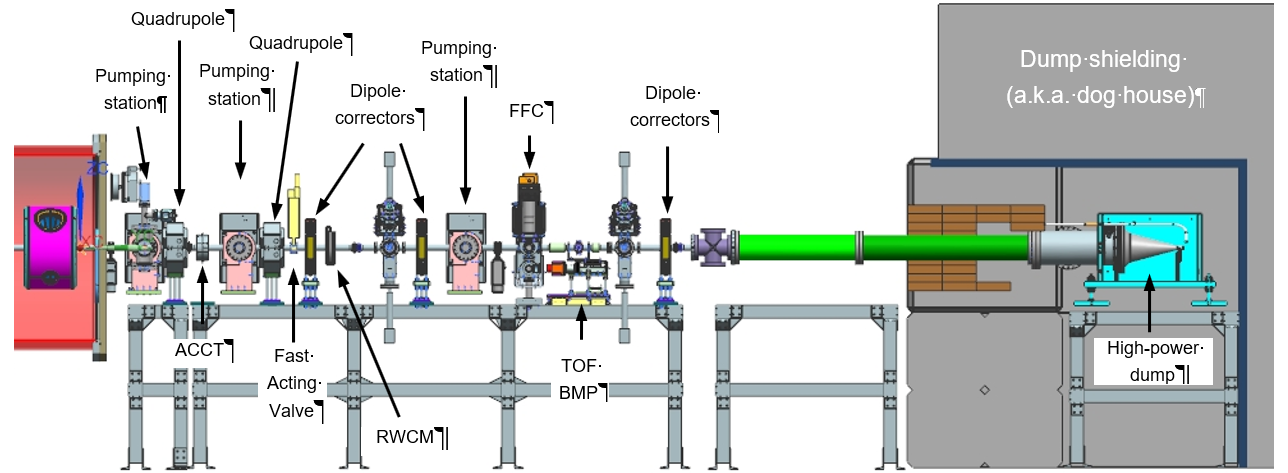 Quadrupole¶
Quadrupole¶
Pumping·
station¶
Pumping·
station¶
Dipole·
correctors¶
Pumping·
station¶
FFC¶
Dipole·
correctors¶
Dump·shielding·
(a.k.a.·dog·house)¶
ACCT¶
Fast·
Acting·
Valve¶
RWCM¶
TOF·
BMP¶
High-power·
dump¶